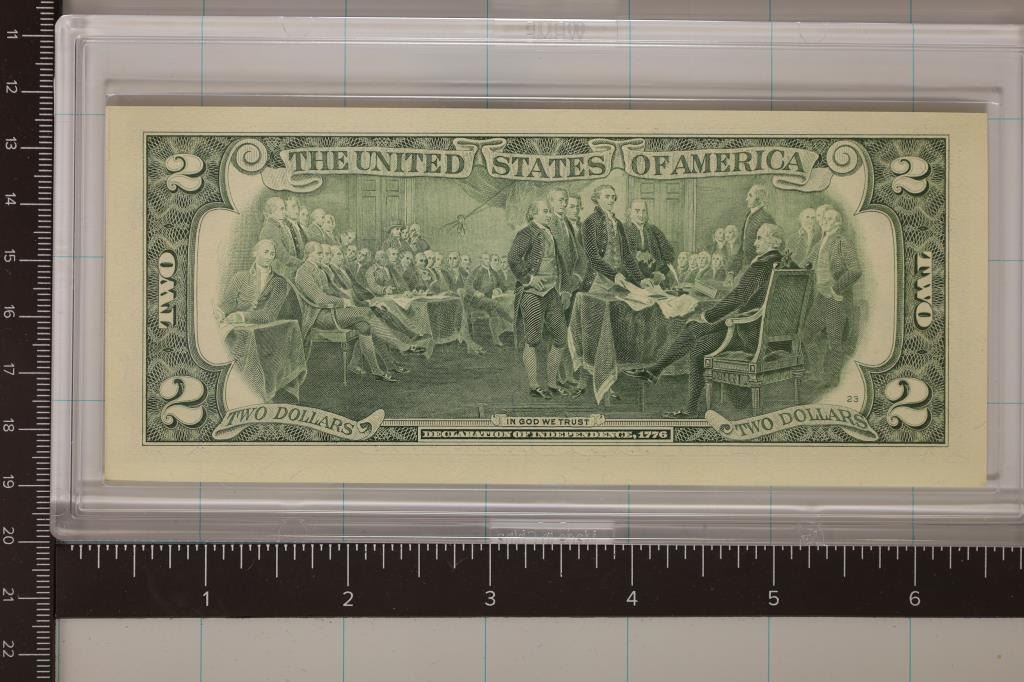 11
12
13
14
15
16
17
18
19
20
21
22
2 THE UNITED STATES OF AMERICA 2
TWO TWO
23
2 TWO DOLLARS IN GOD WE TRUST TWO DOLLARS 2
DECLARATION OF INDEPENDENCE, 1776
1 2 3 4 5 6